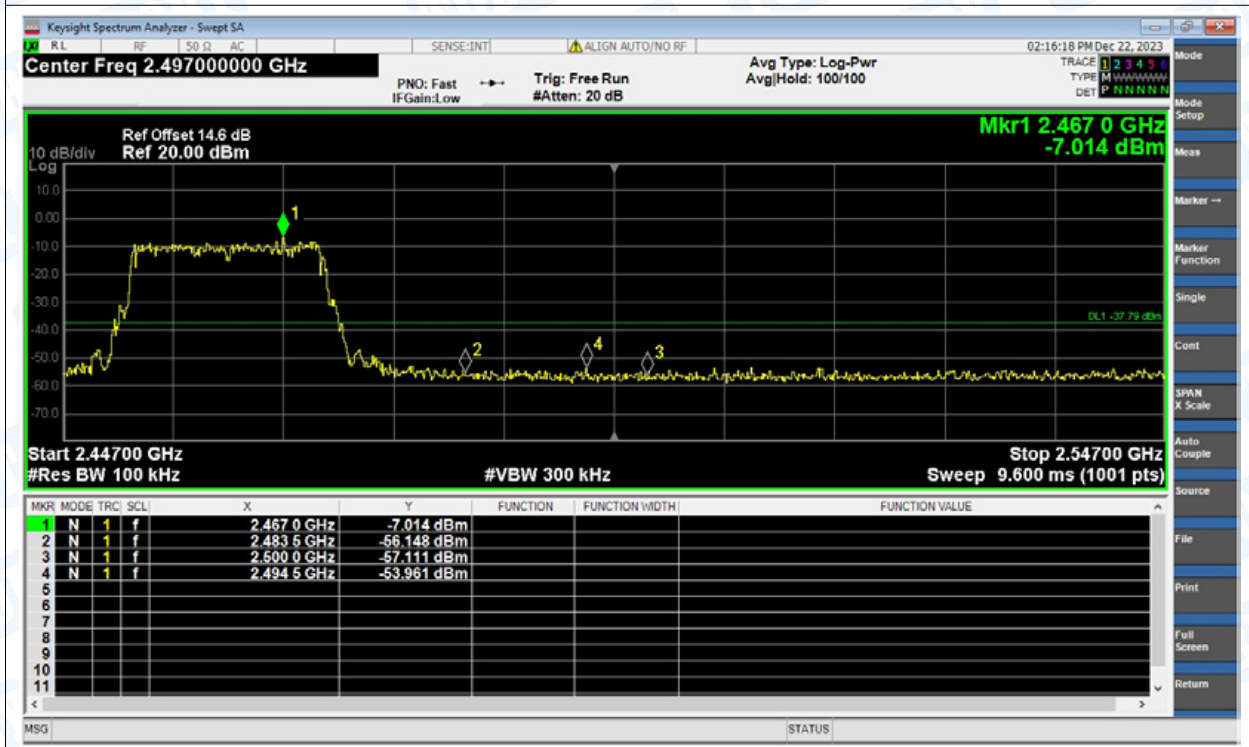 Keysight Spectrum Analyzer - Swept SA
RL RF 50 Ω AC SENSE:INT ALIGN AUTO/NO RF 02:16:18 PM Dec 22, 2023
Center Freq 2.497000000 GHz
PNO: Fast
IFGain:Low
Trig: Free Run
#Atten: 20 dB
Avg Type: Log-Pwr
Avg|Hold: 100/100
TRACE 1 2 3 4 5 6
TYPE M WWWWW
DET P N N N N N
Ref Offset 14.6 dB
10 dB/div Ref 20.00 dBm
Log
Mkr1 2.467 0 GHz
-7.014 dBm
10.0
0.00
-10.0
-20.0
-30.0
-40.0
-50.0
-60.0
-70.0
1
2
4
3
DL1 -37.79 dBm
Start 2.44700 GHz Stop 2.54700 GHz
#Res BW 100 kHz #VBW 300 kHz Sweep 9.600 ms (1001 pts)
MKR MODE TRC SCL X Y FUNCTION FUNCTION WIDTH FUNCTION VALUE
1 N 1 f 2.467 0 GHz -7.014 dBm
2 N 1 f 2.483 5 GHz -56.148 dBm
3 N 1 f 2.500 0 GHz -57.111 dBm
4 N 1 f 2.494 5 GHz -53.961 dBm
5
6
7
8
9
10
11
MSG STATUS
Mode
Mode Setup
Meas
Marker →
Marker Function
Single
Cont
SPAN X Scale
Auto Couple
Source
File
Print
Full Screen
Return